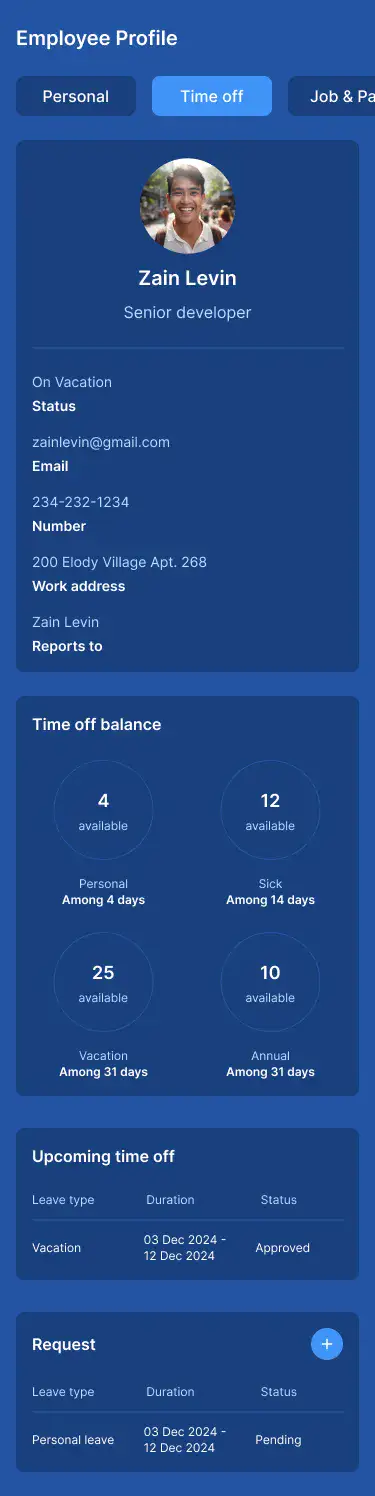 Employee Profile
Personal
Time off
Job & Pa
Zain Levin
Senior developer
On Vacation
Status
zainlevin@gmail.com
Email
234-232-1234
Number
200 Elody Village Apt. 268
Work address
Zain Levin
Reports to
Time off balance
4
available
Personal
Among 4 days
12
available
Sick
Among 14 days
25
available
Vacation
Among 31 days
10
available
Annual
Among 31 days
Upcoming time off
Leave type Duration Status
Vacation 03 Dec 2024 - Approved
12 Dec 2024
Request +
Leave type Duration Status
Personal leave 03 Dec 2024 - Pending
12 Dec 2024